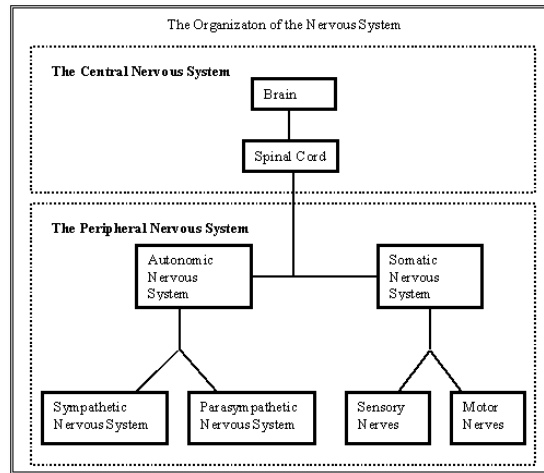 The Organizaton of the Nervous System
The Central Nervous System
Brain
Spinal Cord
The Peripheral Nervous System
Autonomic
Nervous
System
Somatic
Nervous
System
Sympathetic
Nervous System
Parasympathetic
Nervous System
Sensory
Nerves
Motor
Nerves